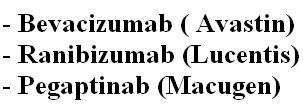 - Bevacizumab ( Avastin)
- Ranibizumab (Lucentis)
- Pegaptinab (Macugen)